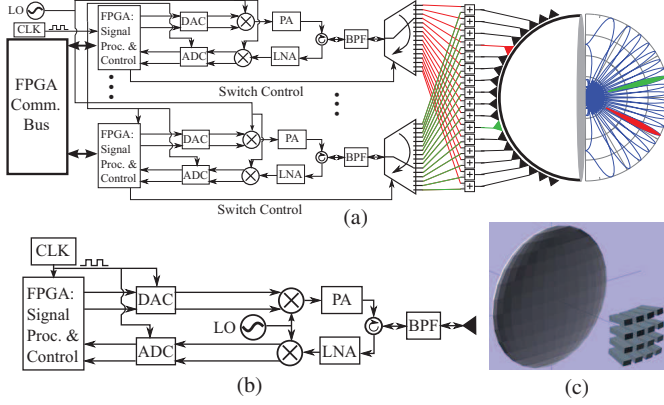 LO
CLK
FPGA:
Signal
Proc. &
Control
DAC
ADC
PA
LNA
BPF
Switch Control
FPGA
Comm.
Bus
FPGA:
Signal
Proc. &
Control
DAC
ADC
PA
LNA
BPF
Switch Control
+
+
+
+
+
+
+
+
+
+
+
+
+
(a)
CLK
FPGA:
Signal
Proc. &
Control
DAC
ADC
LO
PA
LNA
BPF
(b)
(c)